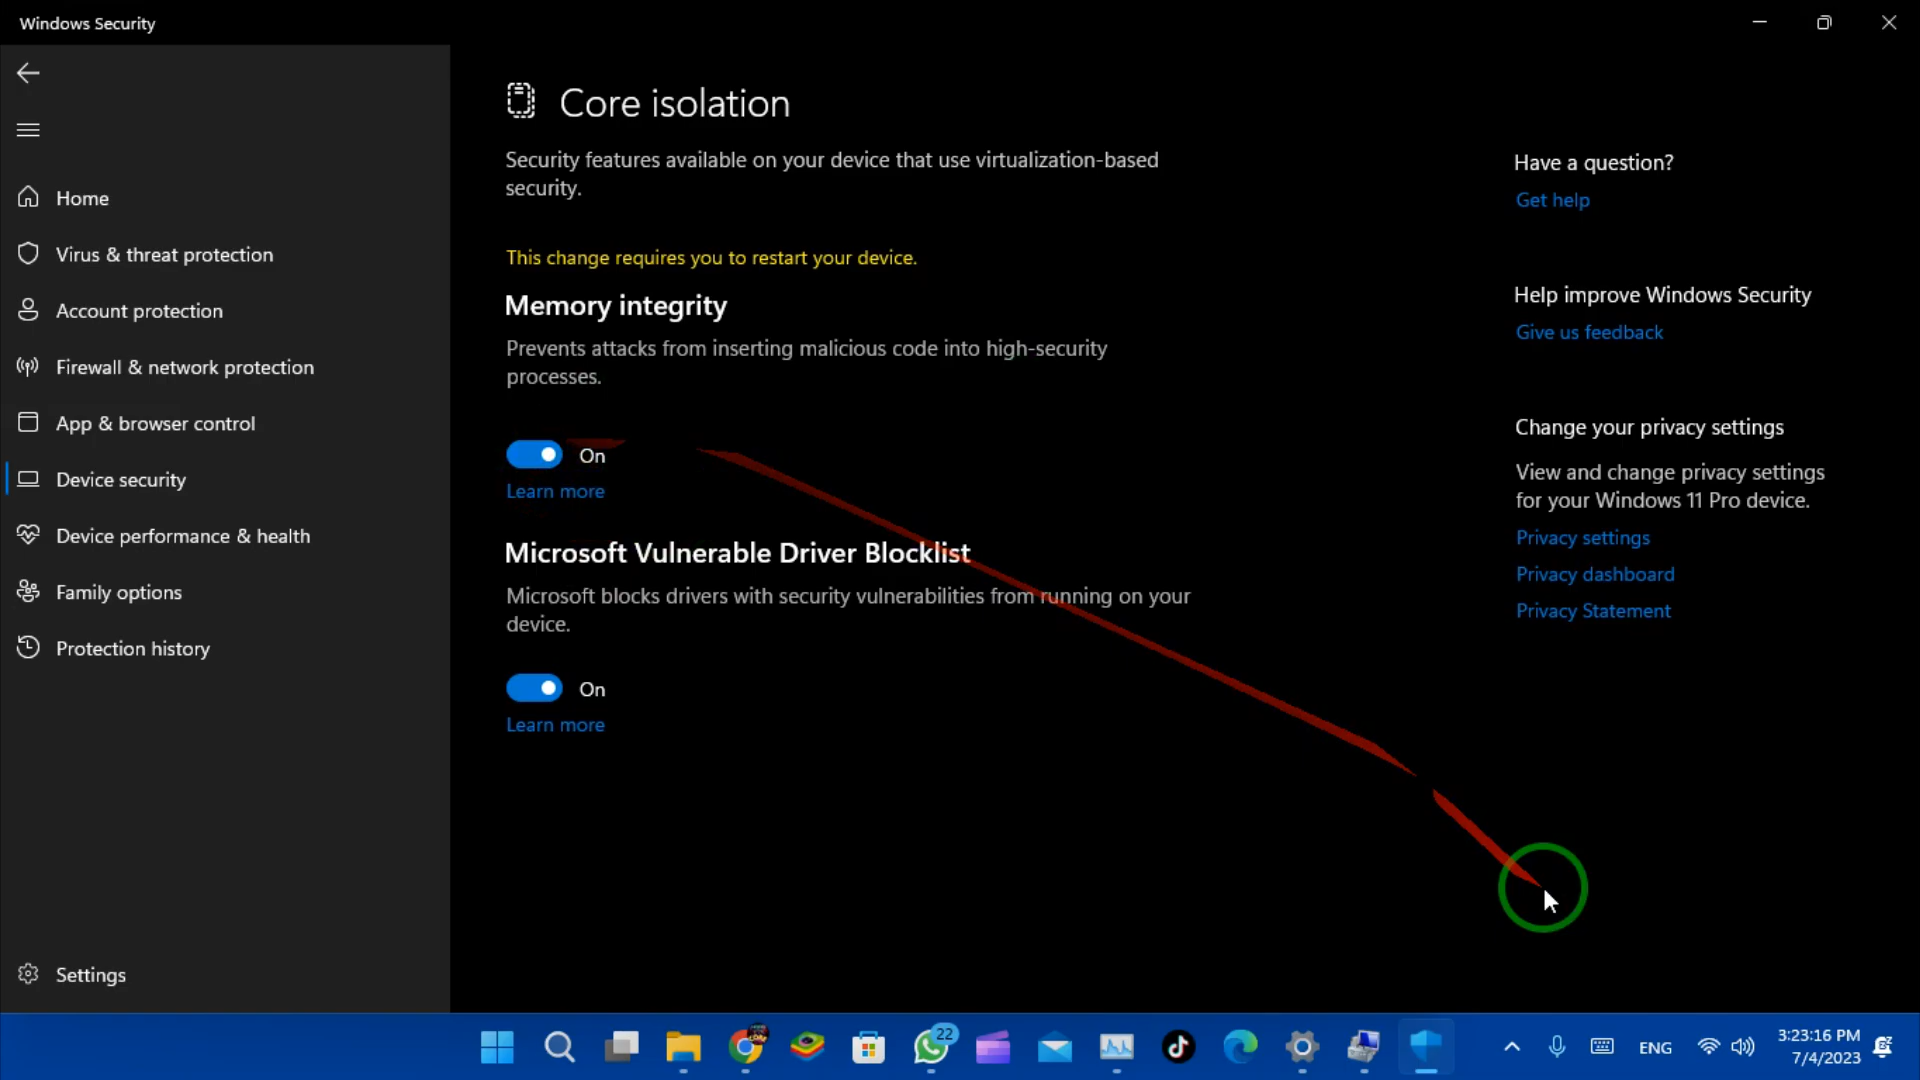 Windows Security
Home
Virus & threat protection
Account protection
Firewall & network protection
App & browser control
Device security
Device performance & health
Family options
Protection history
Settings
Core isolation
Security features available on your device that use virtualization-based
security.
This change requires you to restart your device.
Memory integrity
Prevents attacks from inserting malicious code into high-security
processes.
On
Learn more
Microsoft Vulnerable Driver Blocklist
Microsoft blocks drivers with security vulnerabilities from running on your
device.
On
Learn more
Have a question?
Get help
Help improve Windows Security
Give us feedback
Change your privacy settings
View and change privacy settings
for your Windows 11 Pro device.
Privacy settings
Privacy dashboard
Privacy Statement
22
ENG
3:23:16 PM
7/4/2023